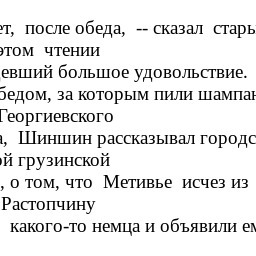 ет, после обеда, -- сказал стары
этом чтении
евший большое удовольствие.
бедом, за которым пили шампан
Георгиевского
а, Шиншин рассказывал городс
ой грузинской
, о том, что Метивье исчез из
Растопчину
какого-то немца и объявили ем